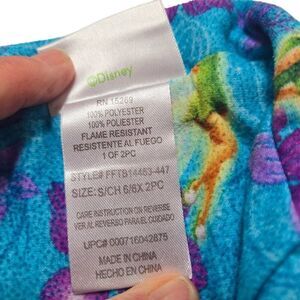 ©Disney
RN 15269
100% POLYESTER
100% POLIESTER
FLAME RESISTANT
RESISTENTE AL FUEGO
1 OF 2PC
STYLE# FFTB14463-447
SIZE: S/CH 6/6X 2PC
CARE INSTRUCTION ON REVERSE
VER AL REVERSO PARA EL CUIDADO
UPC# 000716042875
MADE IN CHINA
HECHO EN CHINA